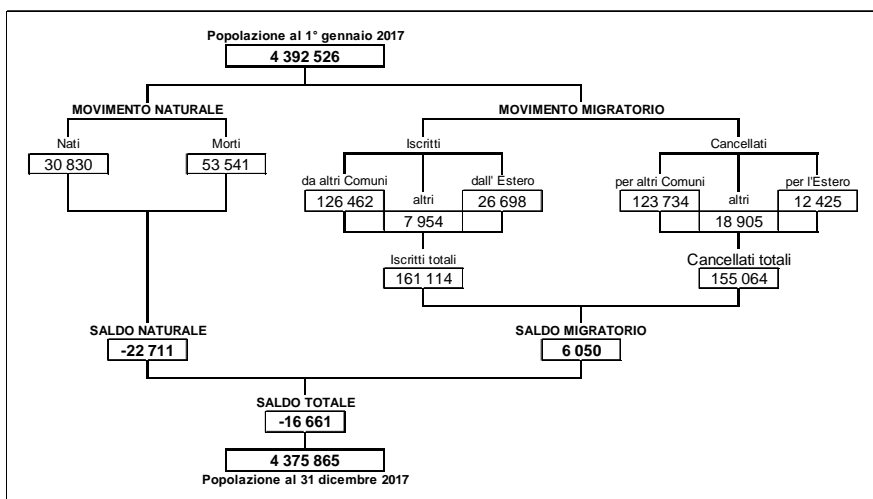 Popolazione al 1° gennaio 2017
4 392 526
MOVIMENTO NATURALE
MOVIMENTO MIGRATORIO
Nati
Morti
Iscritti
Cancellati
30 830
53 541
da altri Comuni
altri
dall' Estero
per altri Comuni
altri
per l'Estero
126 462
26 698
123 734
12 425
7 954
18 905
Iscritti totali
Cancellati totali
161 114
155 064
SALDO NATURALE
SALDO MIGRATORIO
-22 711
6 050
SALDO TOTALE
-16 661
4 375 865
Popolazione al 31 dicembre 2017